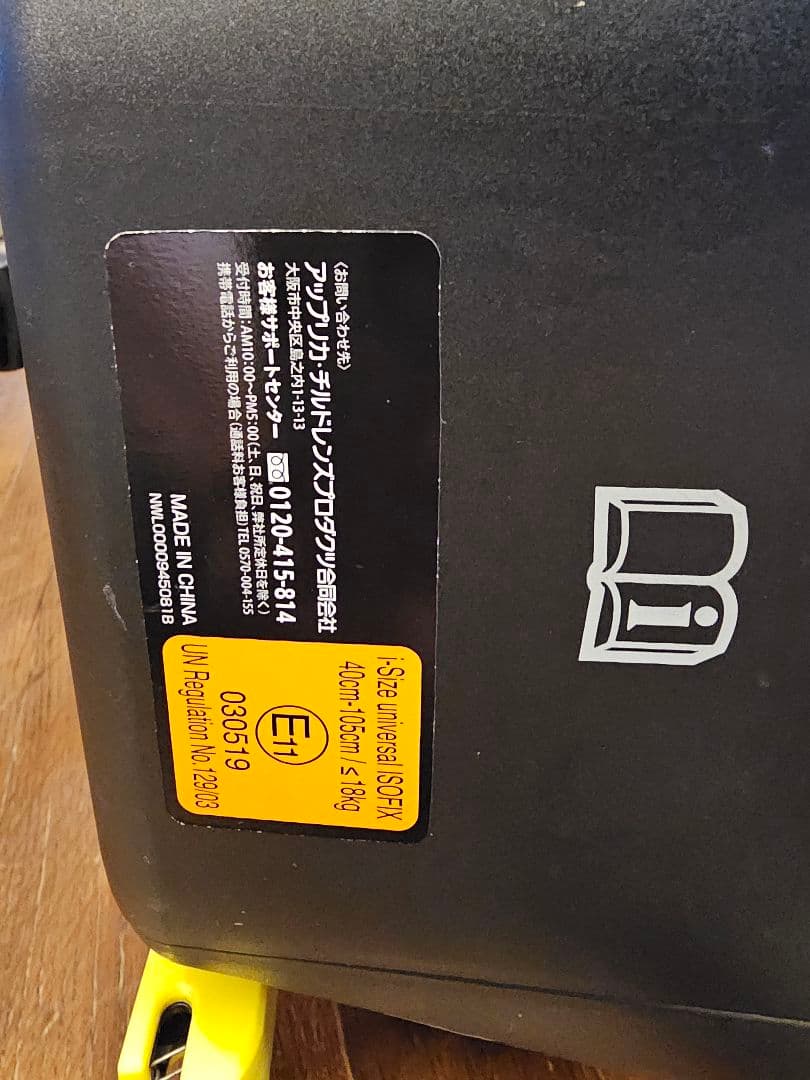 〈お問い合わせ先〉
アップリカ・チルドレンズプロダクツ合同会社
大阪市中央区島之内1-13-13
お客様サポートセンター 0120-415-814
受付時間:AM10:00~PM5:00(土、日、祝日、弊社所定休日を除く)
携帯電話からご利用の場合(通話料お客様負担)TEL 0570-004-155
MADE IN CHINA
NWL0000945081B
i-Size universal ISOFIX
40cm-105cm / ≤ 18kg
E11
030519
UN Regulation No.129/03
i